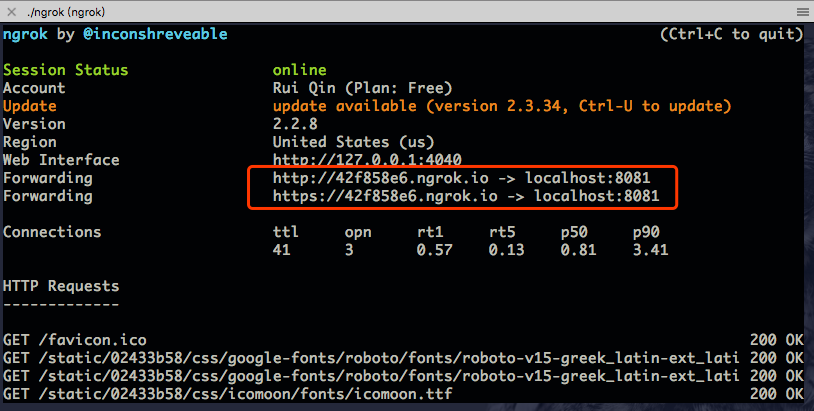 ./ngrok (ngrok)
ngrok by @inconshreveable (Ctrl+C to quit)
Session Status online
Account Rui Qin (Plan: Free)
Update update available (version 2.3.34, Ctrl-U to update)
Version 2.2.8
Region United States (us)
Web Interface http://127.0.0.1:4040
Forwarding http://42f858e6.ngrok.io -> localhost:8081
Forwarding https://42f858e6.ngrok.io -> localhost:8081
Connections ttl opn rt1 rt5 p50 p90
41 3 0.57 0.13 0.81 3.41
HTTP Requests
-------------
GET /favicon.ico 200 OK
GET /static/02433b58/css/google-fonts/roboto/fonts/roboto-v15-greek_latin-ext_lati 200 OK
GET /static/02433b58/css/google-fonts/roboto/fonts/roboto-v15-greek_latin-ext_lati 200 OK
GET /static/02433b58/css/icomoon/fonts/icomoon.ttf 200 OK